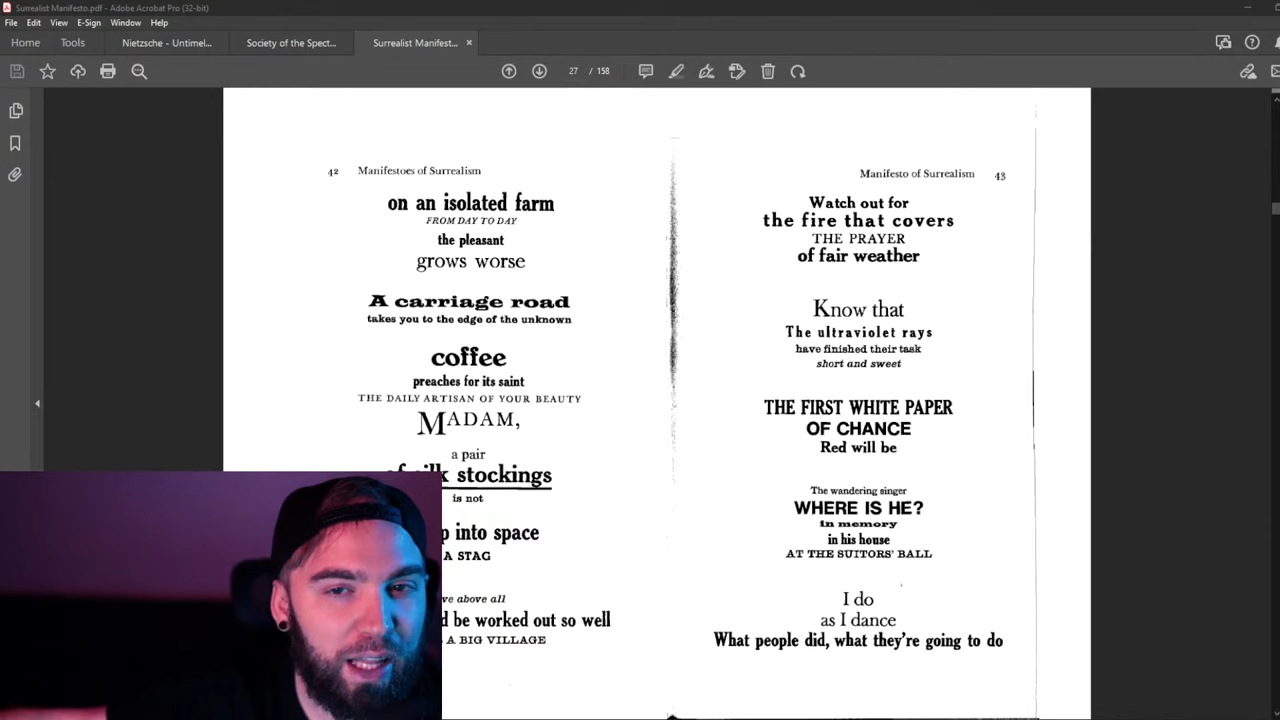 Surrealist Manifesto.pdf - Adobe Acrobat Pro (32-bit)
File Edit View E-Sign Window Help
Home Tools Nietzsche - Untimel... Society of the Spect... Surrealist Manifest...
27 / 158
42 Manifestoes of Surrealism
on an isolated farm
FROM DAY TO DAY
the pleasant
grows worse
A carriage road
takes you to the edge of the unknown
coffee
preaches for its saint
THE DAILY ARTISAN OF YOUR BEAUTY
MADAM,
a pair
stockings
is not
into space
A STAG
above all
be worked out so well
A BIG VILLAGE
Manifesto of Surrealism 43
Watch out for
the fire that covers
THE PRAYER
of fair weather
Know that
The ultraviolet rays
have finished their task
short and sweet
THE FIRST WHITE PAPER
OF CHANCE
Red will be
The wandering singer
WHERE IS HE?
in memory
in his house
AT THE SUITORS' BALL
I do
as I dance
What people did, what they're going to do